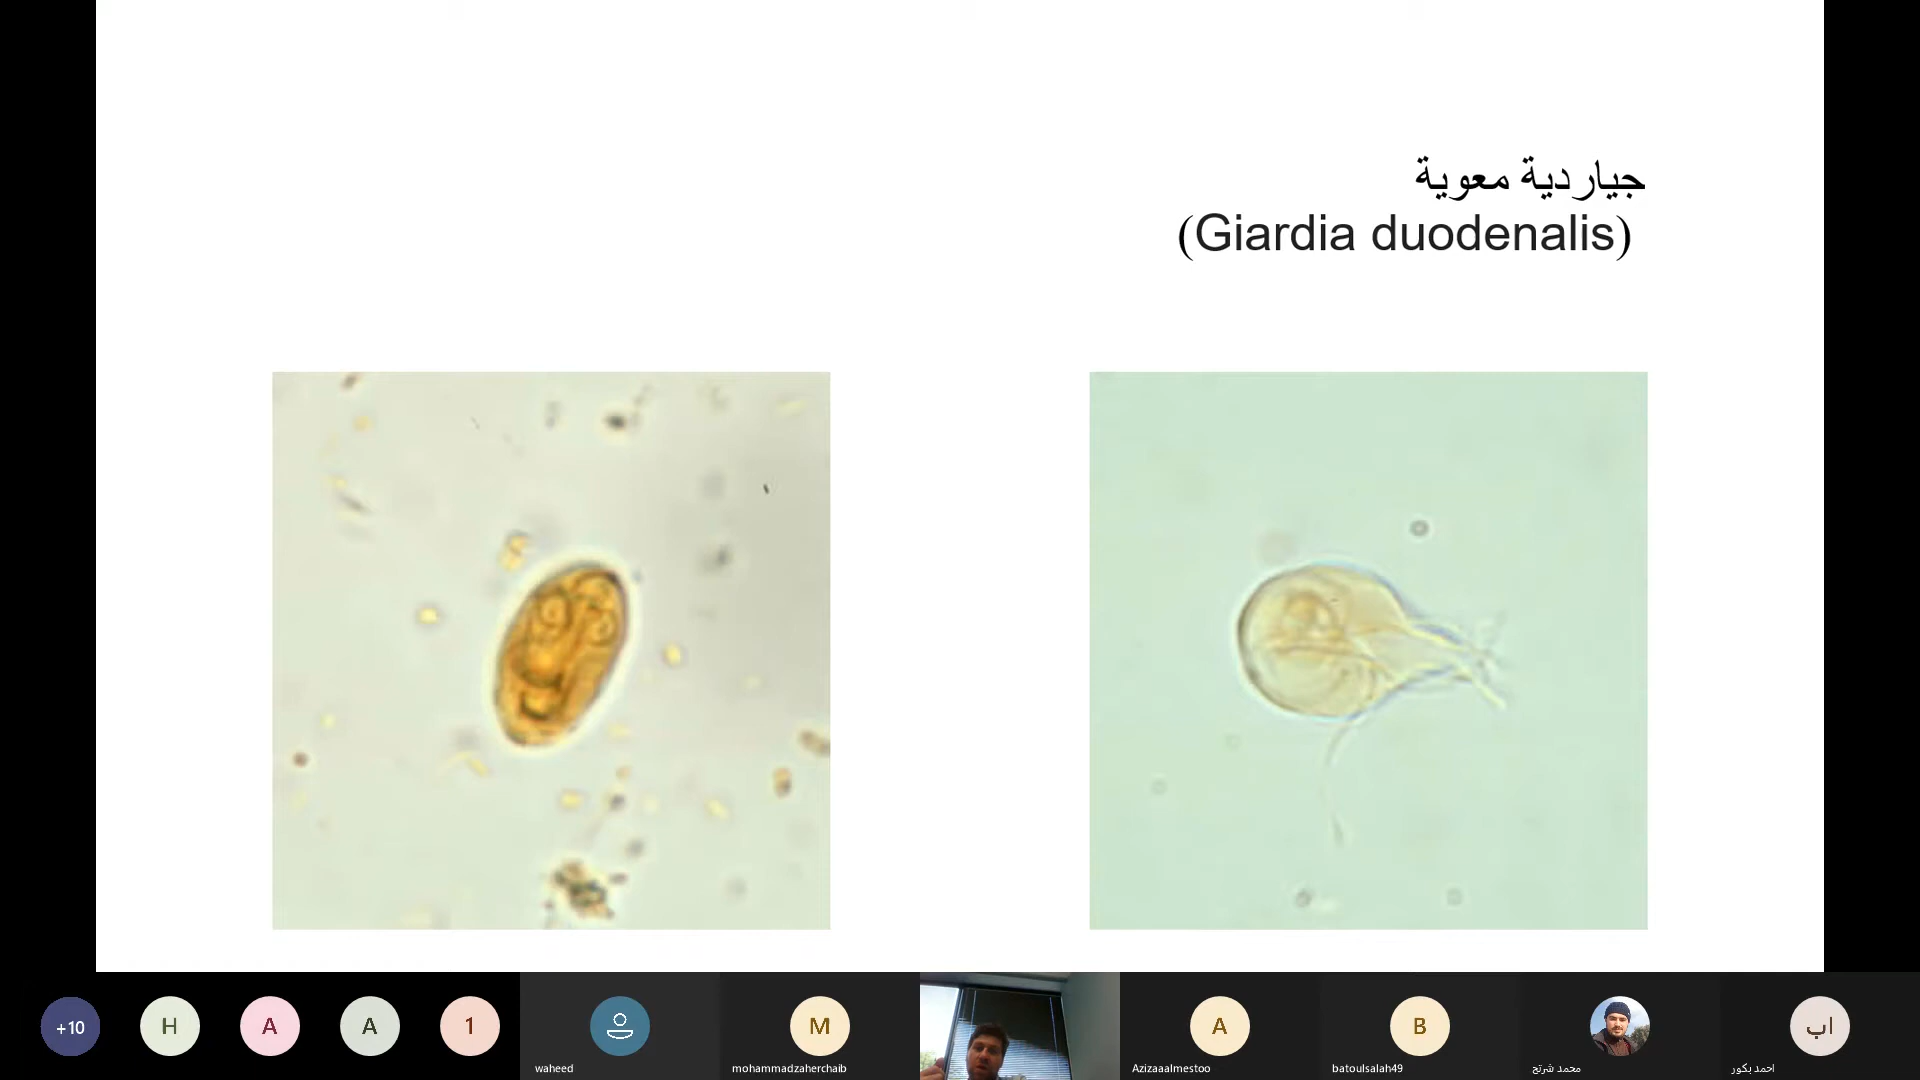 جياردية معوية
(Giardia duodenalis)
+10
H
A
A
1
waheed
M
mohammadzaherchaib
A
Azizaaalmestoo
B
batoulsalah49
محمد شرتح
اب
احمد بكور